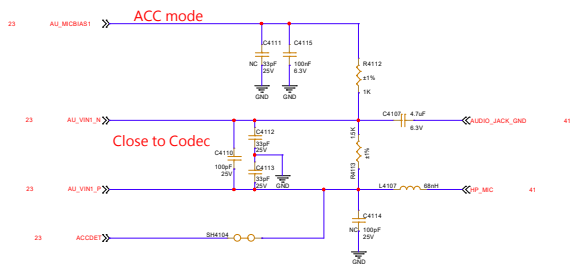 ACC mode
23 AU_MICBIAS1
C4111 C4115
NC 33pF 100nF
25V 6.3V
GND GND
R4112
±1%
1K
C4107 4.7uF
6.3V
23 AU_VIN1_N AUDIO_JACK_GND 41
Close to Codec
C4112
33pF
25V
C4110
100pF
25V
C4113
33pF
25V
GND
1.5K
±1%
R4113
23 AU_VIN1_P L4107 68nH HP_MIC 41
C4114
NC 100pF
25V
GND
23 ACCDET SH4104